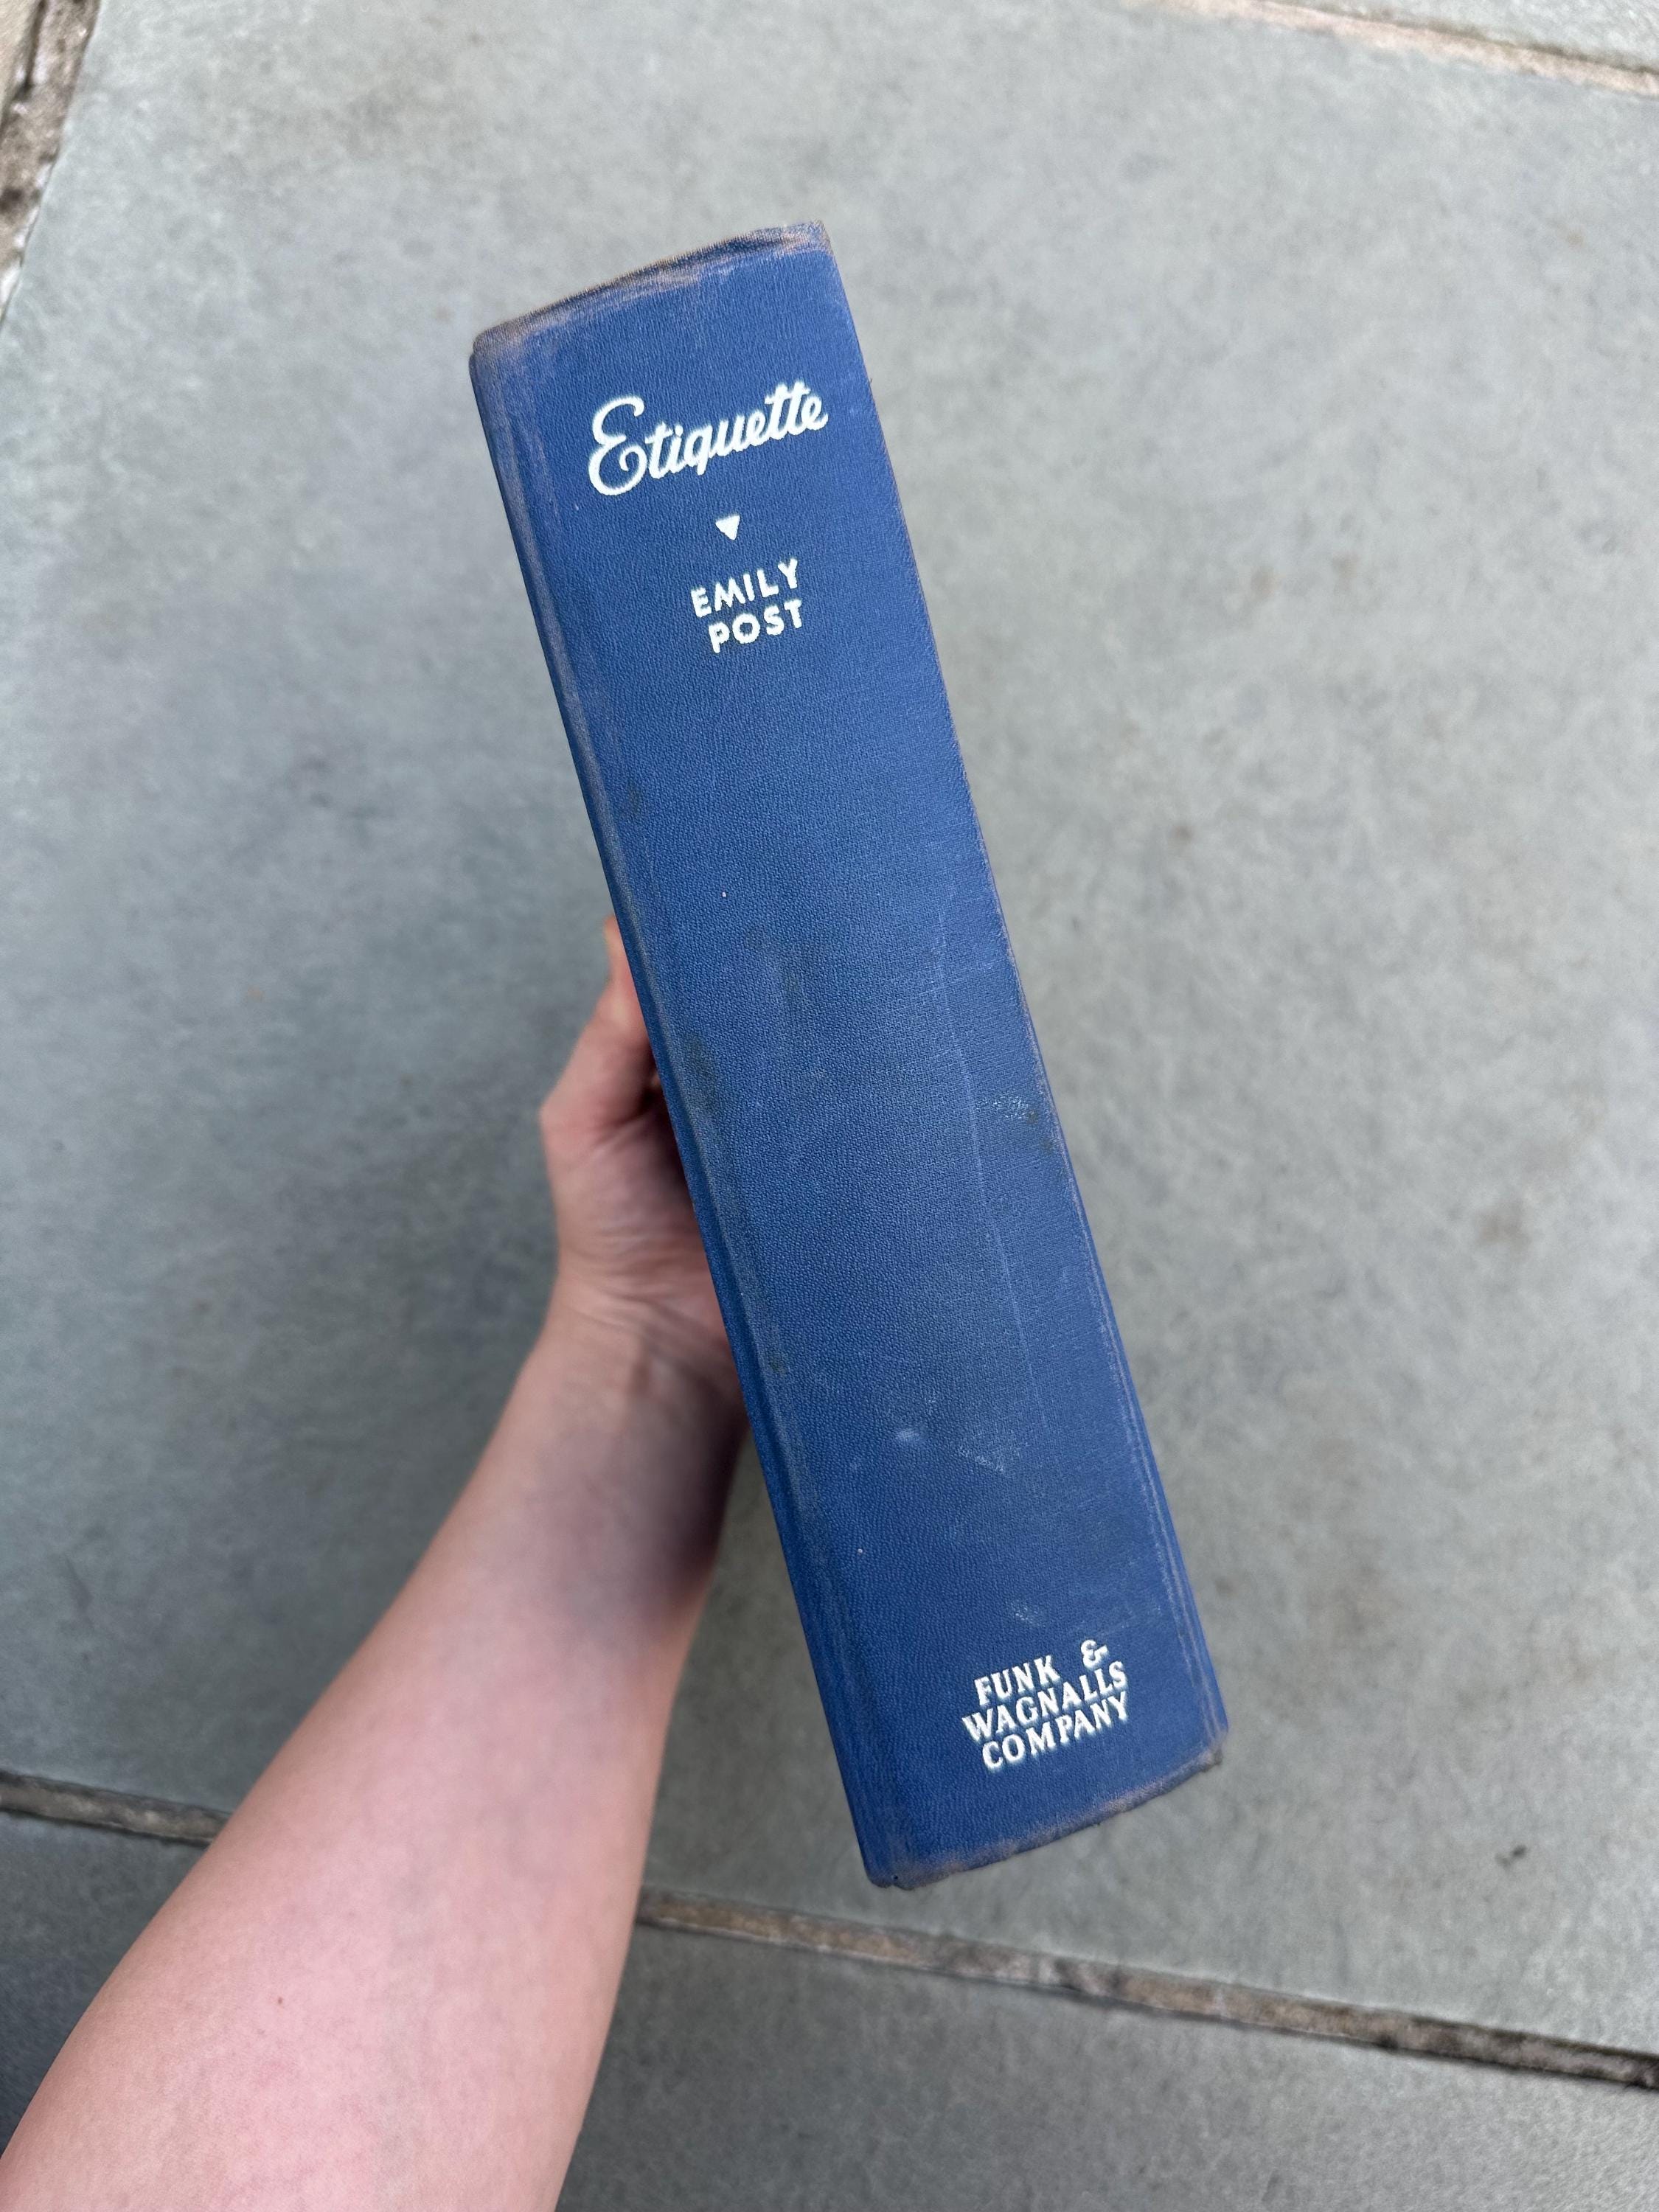 Etiquette
EMILY
POST
FUNK &
WAGNALLS
COMPANY